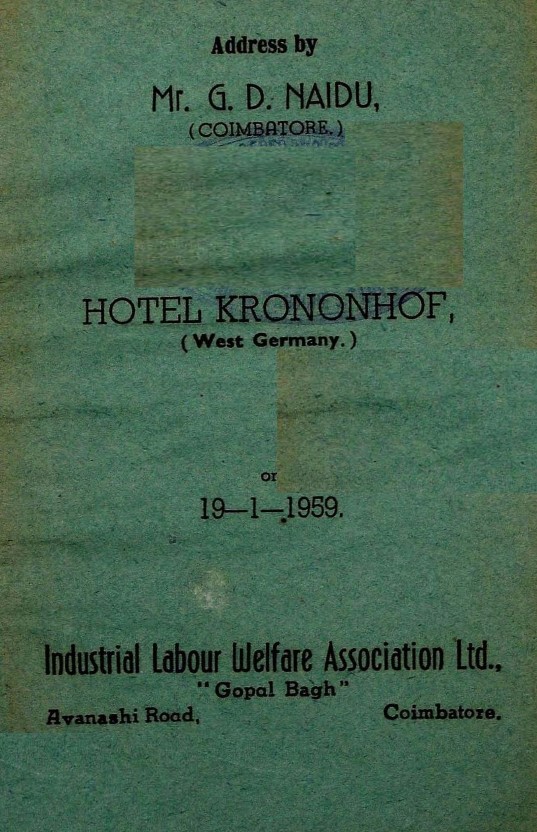 Address by
Mr. G. D. NAIDU,
(COIMBATORE.)
HOTEL KRONONHOF,
(West Germany.)
or
19—1—1959.
Industrial Labour Welfare Association Ltd.,
"Gopal Bagh"
Avanashi Road, Coimbatore.